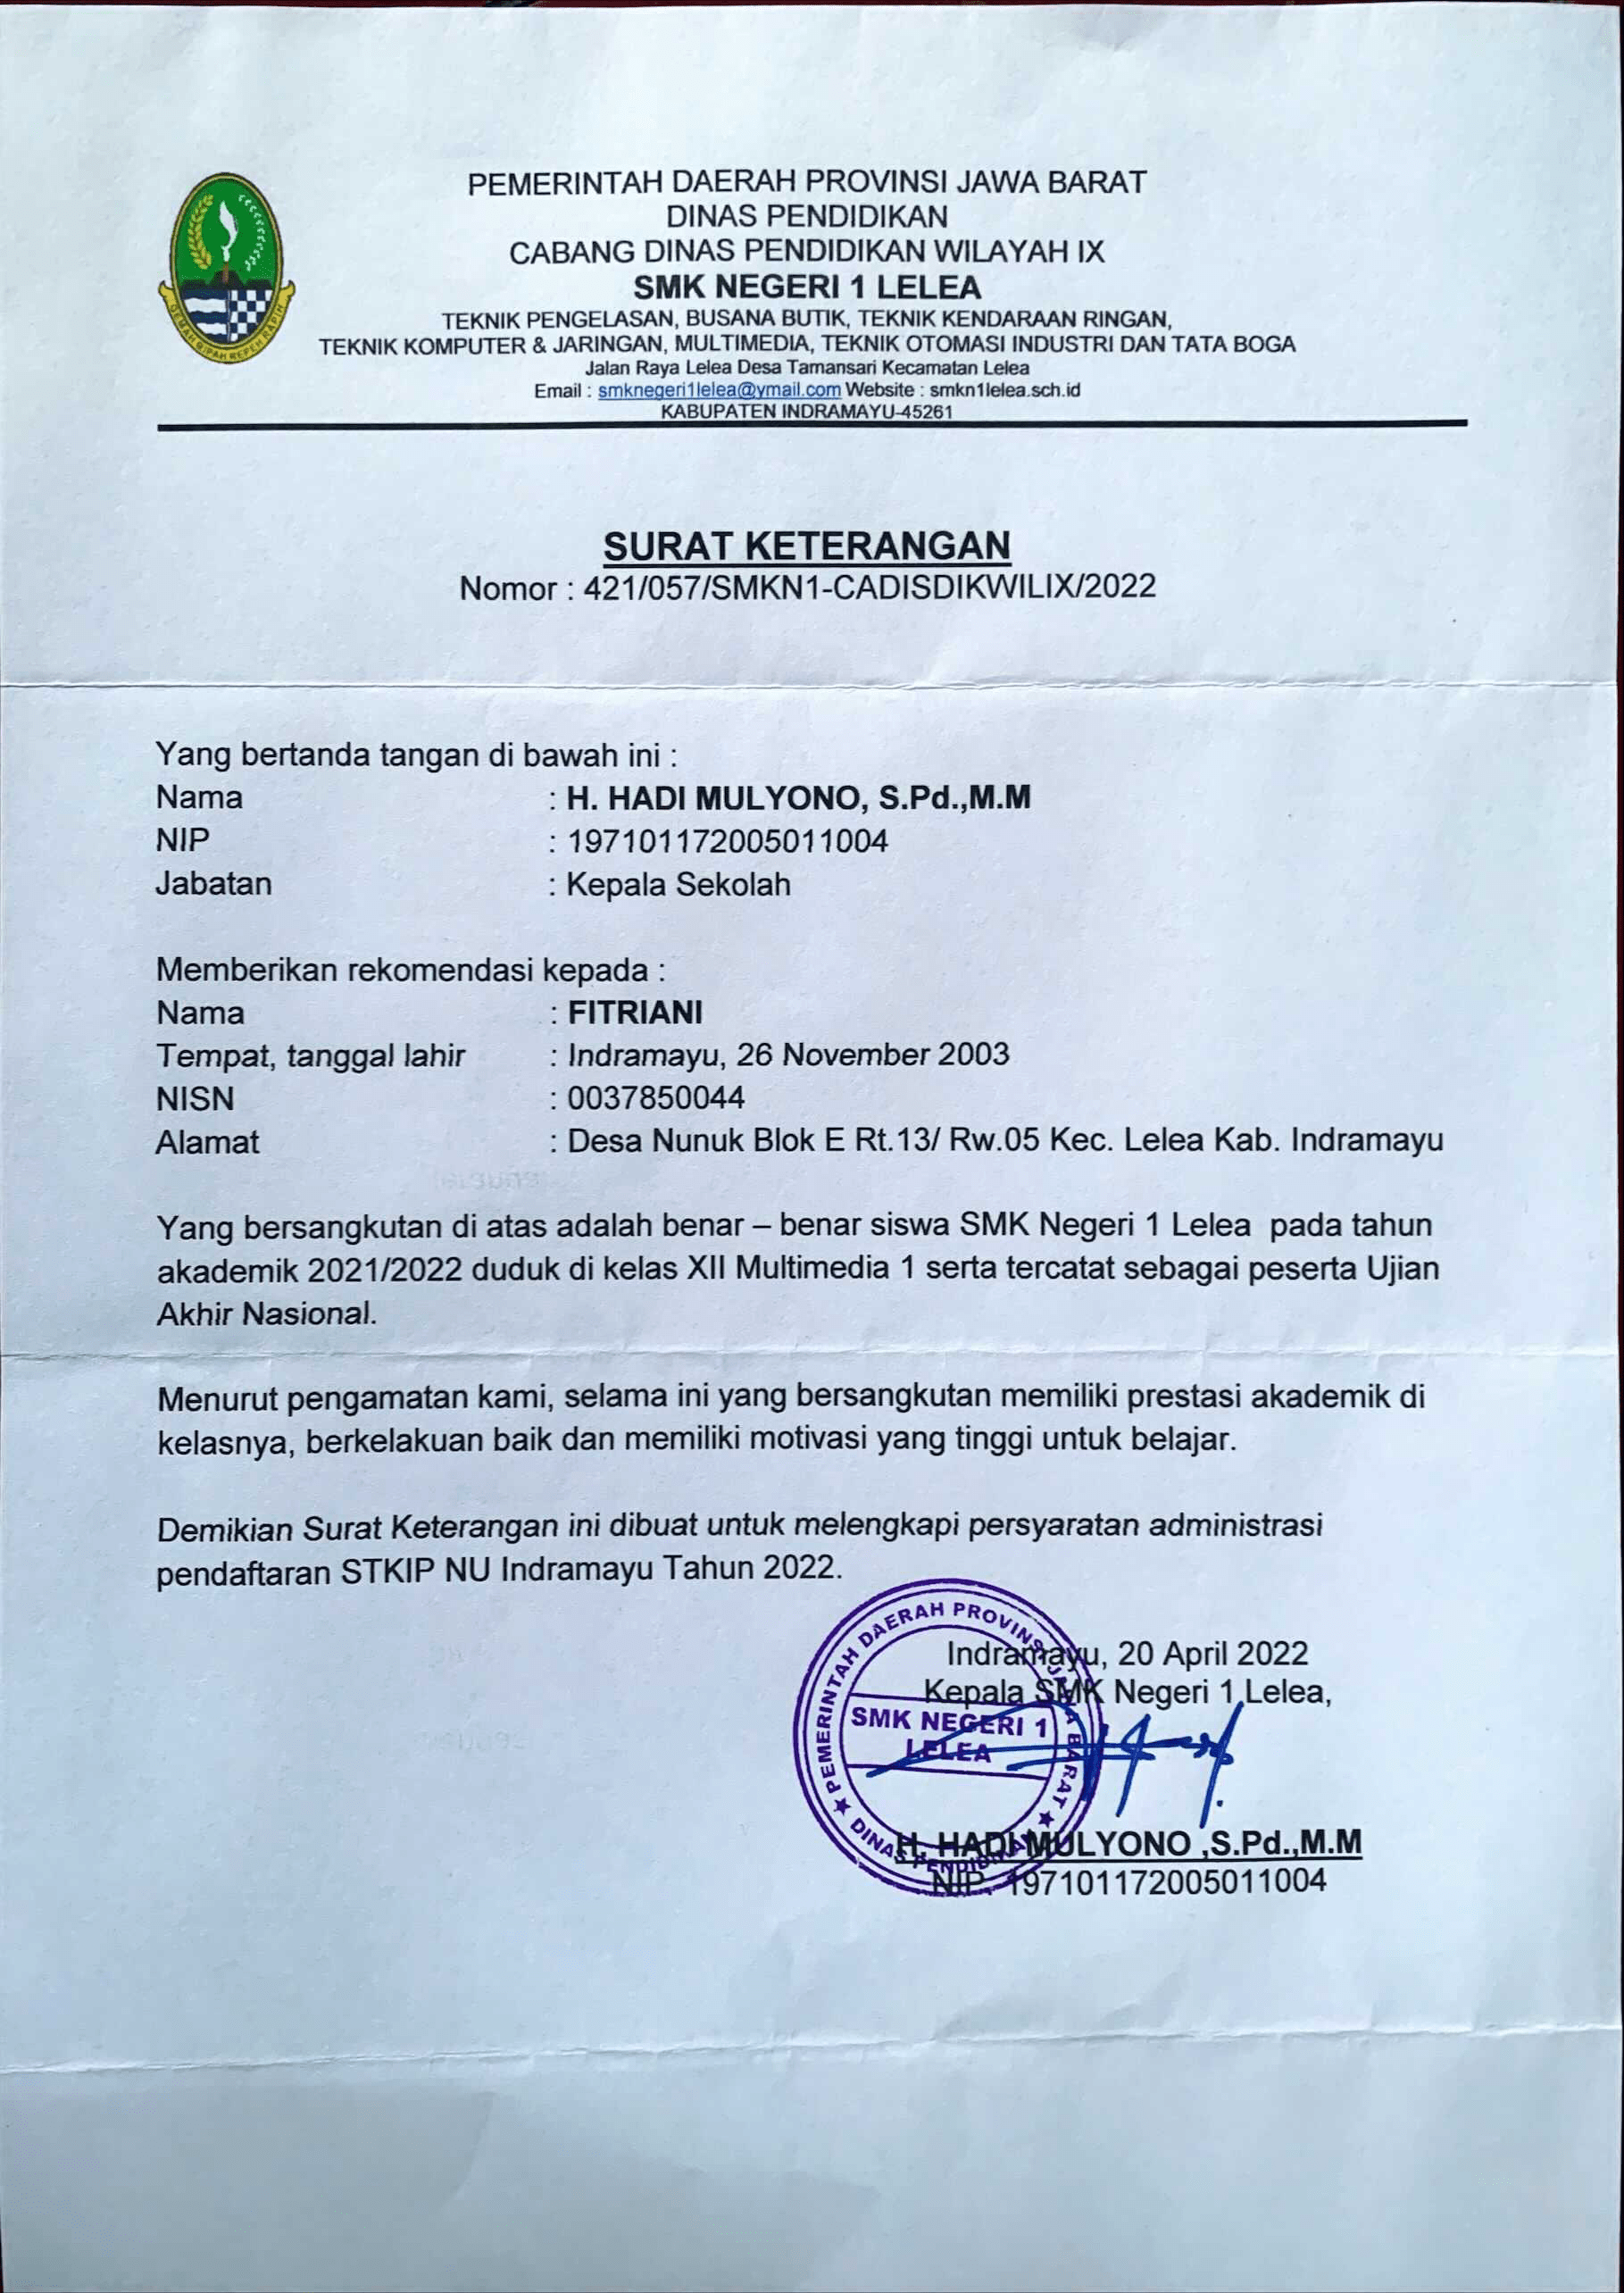 PEMERINTAH DAERAH PROVINSI JAWA BARAT
DINAS PENDIDIKAN
CABANG DINAS PENDIDIKAN WILAYAH IX
SMK NEGERI 1 LELEA
TEKNIK PENGELASAN, BUSANA BUTIK, TEKNIK KENDARAAN RINGAN,
TEKNIK KOMPUTER & JARINGAN, MULTIMEDIA, TEKNIK OTOMASI INDUSTRI DAN TATA BOGA
Jalan Raya Lelea Desa Tamansari Kecamatan Lelea
Email : smknegeri1lelea@ymail.com Website : smkn1lelea.sch.id
KABUPATEN INDRAMAYU-45261
GEMAH RIPAH REPEH RAPIH
SURAT KETERANGAN
Nomor : 421/057/SMKN1-CADISDIKWILIX/2022
Yang bertanda tangan di bawah ini :
Nama : H. HADI MULYONO, S.Pd.,M.M
NIP : 197101172005011004
Jabatan : Kepala Sekolah
Memberikan rekomendasi kepada :
Nama : FITRIANI
Tempat, tanggal lahir : Indramayu, 26 November 2003
NISN : 0037850044
Alamat : Desa Nunuk Blok E Rt.13/ Rw.05 Kec. Lelea Kab. Indramayu
Yang bersangkutan di atas adalah benar – benar siswa SMK Negeri 1 Lelea pada tahun
akademik 2021/2022 duduk di kelas XII Multimedia 1 serta tercatat sebagai peserta Ujian
Akhir Nasional.
Menurut pengamatan kami, selama ini yang bersangkutan memiliki prestasi akademik di
kelasnya, berkelakuan baik dan memiliki motivasi yang tinggi untuk belajar.
Demikian Surat Keterangan ini dibuat untuk melengkapi persyaratan administrasi
pendaftaran STKIP NU Indramayu Tahun 2022.
Indramayu, 20 April 2022
Kepala SMK Negeri 1 Lelea,
PEMERINTAH DAERAH PROVINSI JAWA BARAT
SMK NEGERI 1
LELEA
DINAS PENDIDIKAN
H. HADI MULYONO ,S.Pd.,M.M
NIP. 197101172005011004